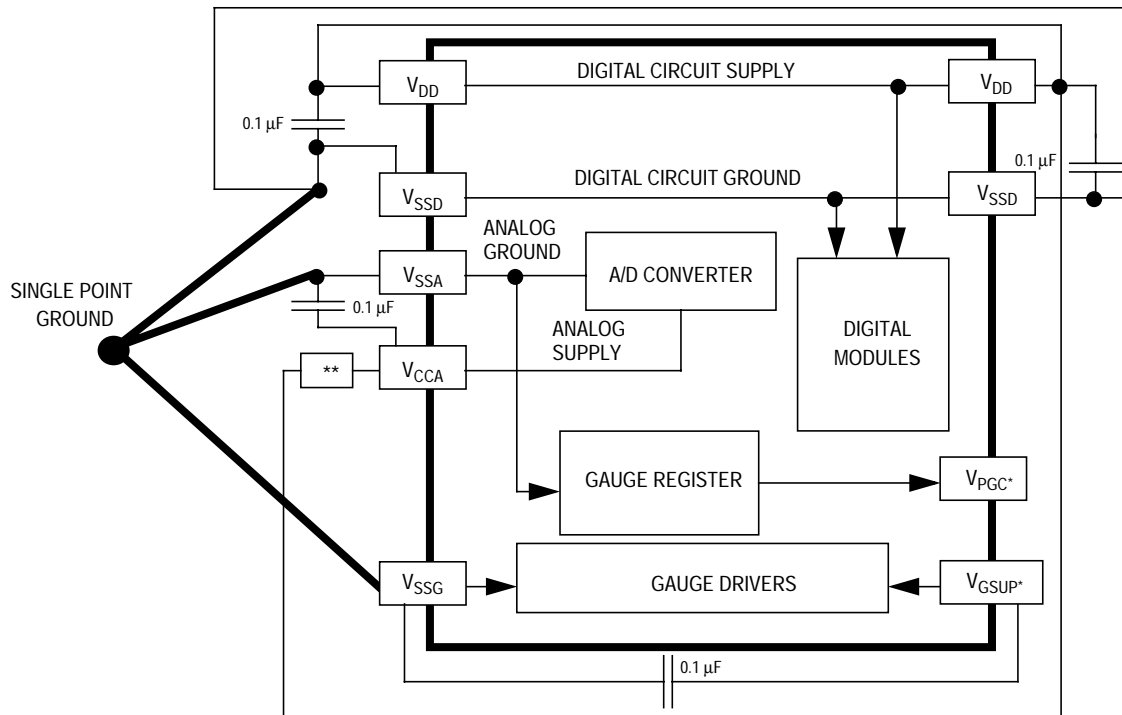 DIGITAL CIRCUIT SUPPLY
V_DD
V_DD
0.1 µF
0.1 µF
DIGITAL CIRCUIT GROUND
V_SSD
V_SSD
ANALOG
GROUND
V_SSA
A/D CONVERTER
SINGLE POINT
GROUND
0.1 µF
ANALOG
SUPPLY
DIGITAL
MODULES
**
V_CCA
GAUGE REGISTER
V_PGC*
V_SSG
GAUGE DRIVERS
V_GSUP*
0.1 µF